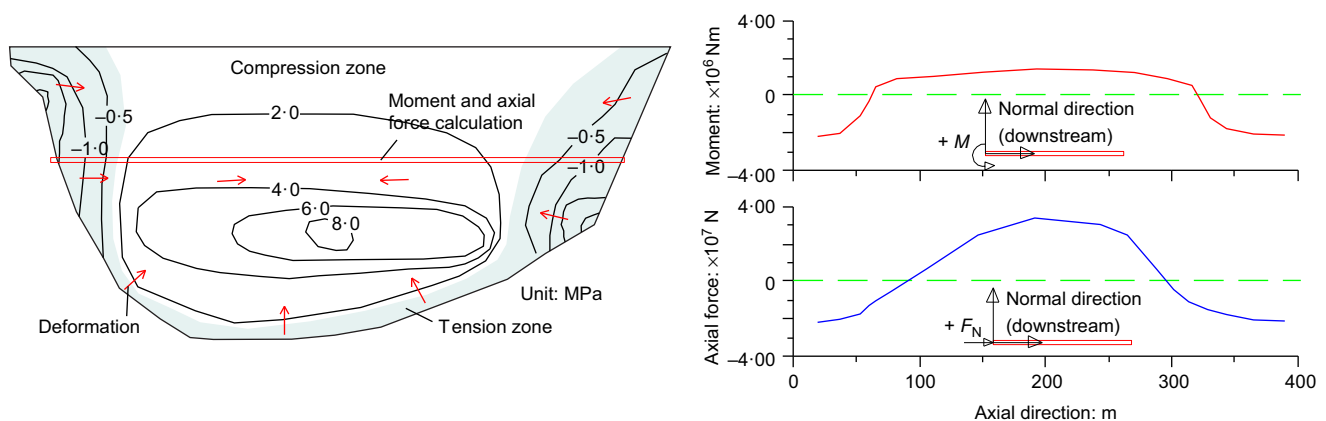 Compression zone
Moment and axial
force calculation
2·0
–0·5
–1·0
–0·5
–1·0
4·00
6·0
8·0
Unit: MPa
Deformation
Tension zone
4·00
0
–4·00
Moment: ×10⁶ Nm
Normal direction
(downstream)
+ M
4·00
0
–4·00
Axial force: ×10⁷ N
Normal direction
(downstream)
+ FN
0
100
200
300
400
Axial direction: m